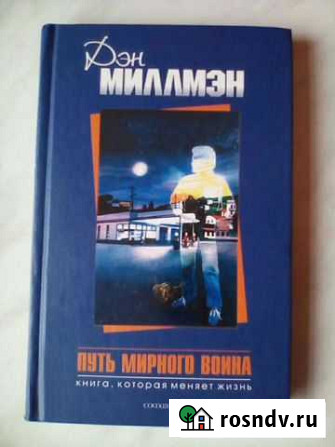 Дэн
МИЛЛМЭН
ПУТЬ МИРНОГО ВОИНА
книга, которая меняет жизнь
rosndv.ru